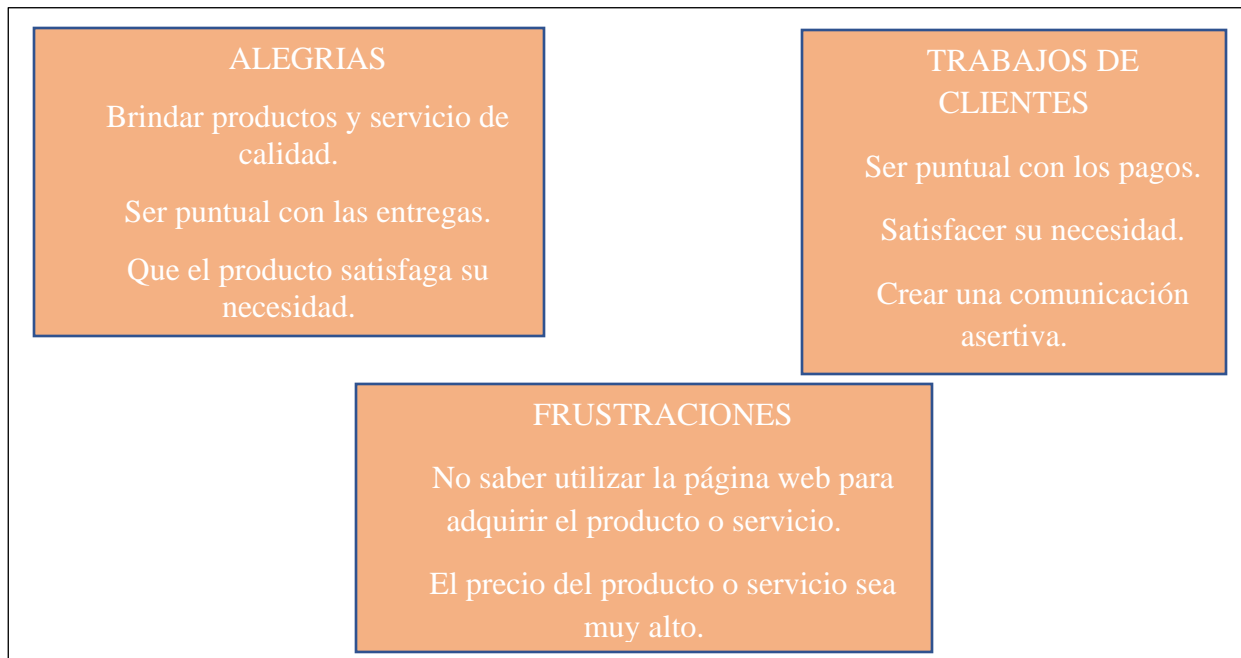 ALEGRIAS
Brindar productos y servicio de
calidad.
Ser puntual con las entregas.
Que el producto satisfaga su
necesidad.
TRABAJOS DE
CLIENTES
Ser puntual con los pagos.
Satisfacer su necesidad.
Crear una comunicación
asertiva.
FRUSTRACIONES
No saber utilizar la página web para
adquirir el producto o servicio.
El precio del producto o servicio sea
muy alto.